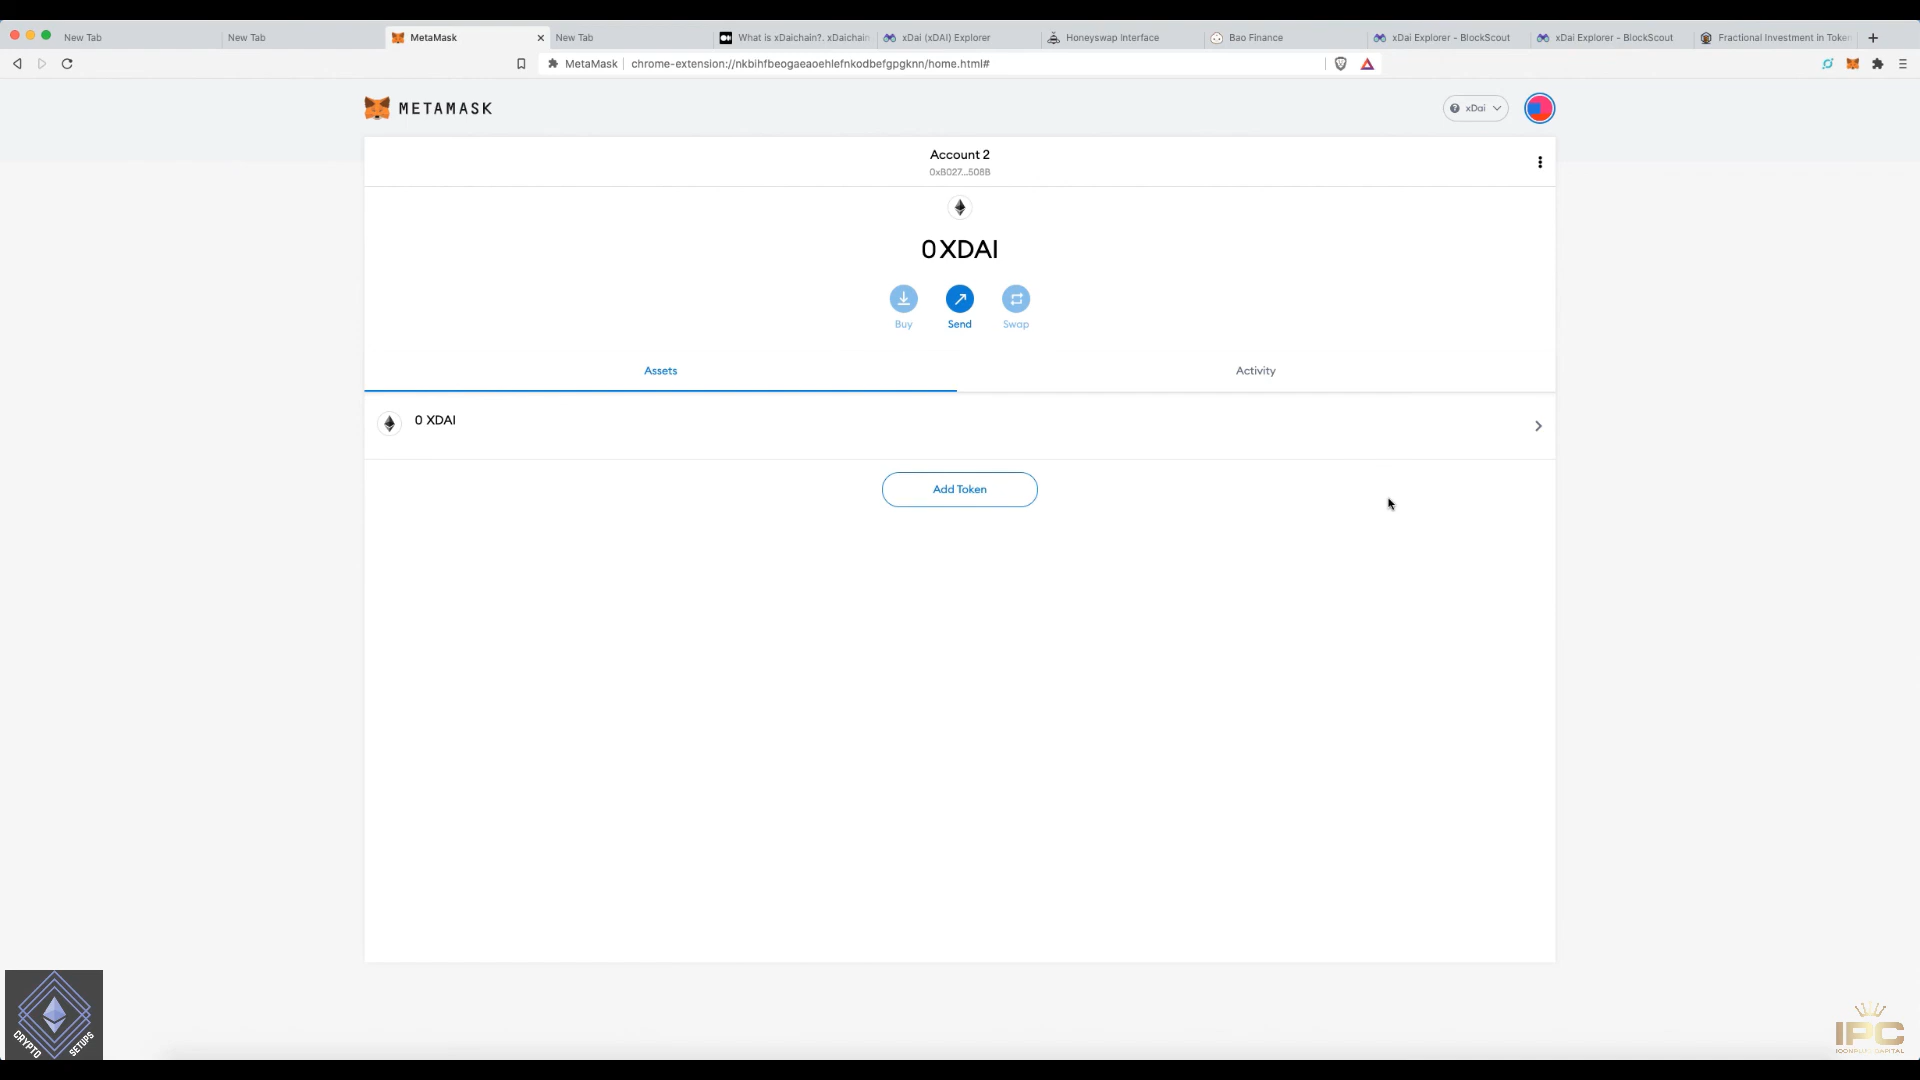 New Tab
New Tab
MetaMask
New Tab
What is xDaichain?. xDaichain
xDai (xDAI) Explorer
Honeyswap Interface
Bao Finance
xDai Explorer - BlockScout
xDai Explorer - BlockScout
Fractional Investment in Token
MetaMask
chrome-extension://nkbihfbeogaeaoehlefnkodbefgpgknn/home.html#
METAMASK
xDai
Account 2
0xB027...508B
0 XDAI
Buy
Send
Swap
Assets
Activity
0 XDAI
Add Token
CRYPTO SETUPS
IPC